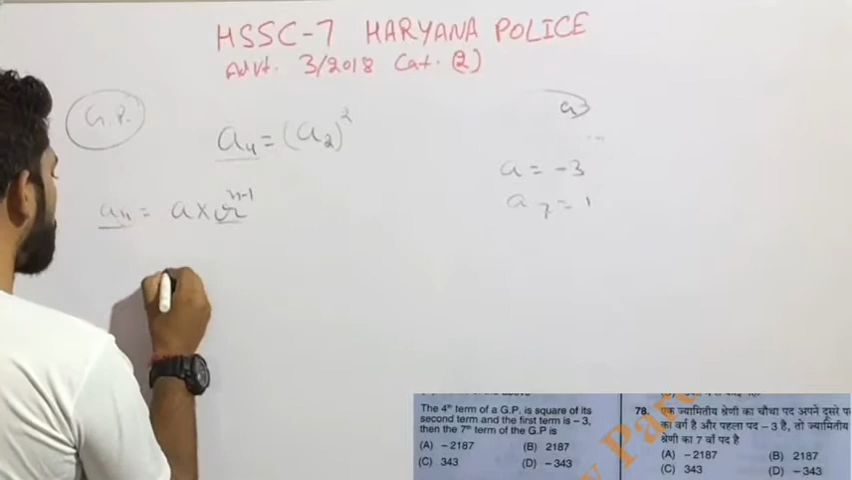 HSSC-7 HARYANA POLICE
Advt. 3/2018 Cat. (2)
G.P.
a₄ = (a₂)²
aₙ = a × rⁿ⁻¹
a = -3
a₇ =
The 4th term of a G.P. is square of its
second term and the first term is – 3,
then the 7th term of the G.P. is
(A) – 2187 (B) 2187
(C) 343 (D) – 343
78. एक ज्यामितीय श्रेणी का चौथा पद अपने दूसरे प
का वर्ग है और पहला पद – 3 है, तो ज्यामितीय
श्रेणी का 7 वाँ पद है
(A) – 2187 (B) 2187
(C) 343 (D) – 343